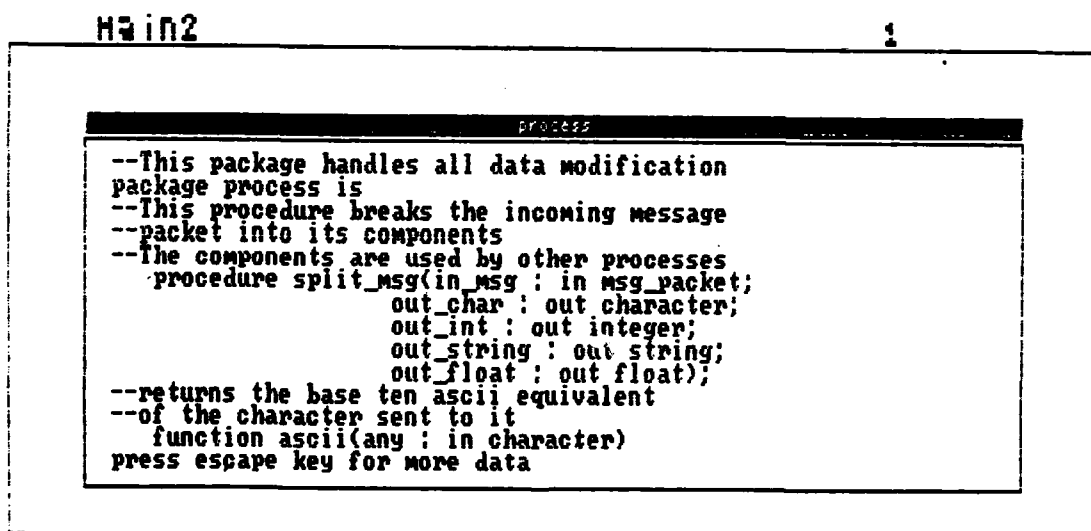 Main2 1
process
--This package handles all data modification
package process is
--This procedure breaks the incoming message
--packet into its components
--The components are used by other processes
procedure split_msg(in_msg : in msg_packet;
out_char : out character;
out_int : out integer;
out_string : out string;
out_float : out float);
--returns the base ten ascii equivalent
--of the character sent to it
function ascii(any : in character)
press escape key for more data